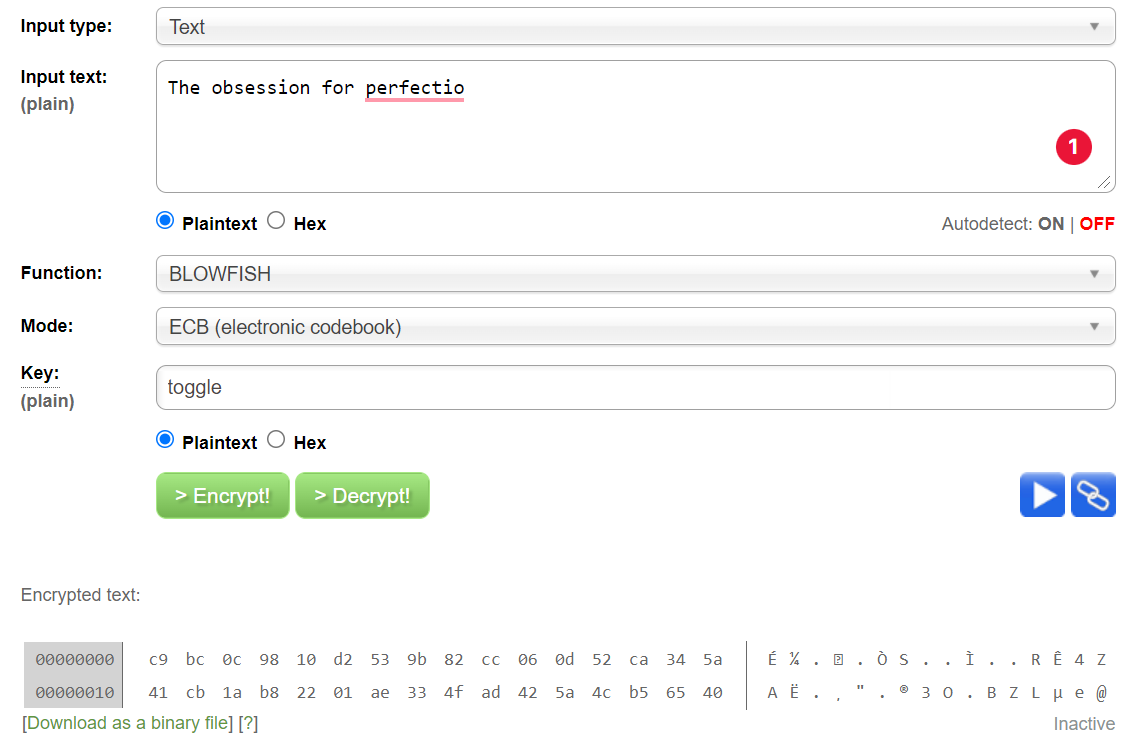 Input type: Text
Input text: The obsession for perfectio
(plain)
1
Plaintext Hex Autodetect: ON | OFF
Function: BLOWFISH
Mode: ECB (electronic codebook)
Key: toggle
(plain)
Plaintext Hex
> Encrypt! > Decrypt!
Encrypted text:
00000000 c9 bc 0c 98 10 d2 53 9b 82 cc 06 0d 52 ca 34 5a É ¼ . . Ò S . . Ì . . R Ê 4 Z
00000010 41 cb 1a b8 22 01 ae 33 4f ad 42 5a 4c b5 65 40 A Ë . ¸ " . ® 3 O . B Z L µ e @
[Download as a binary file] [?] Inactive